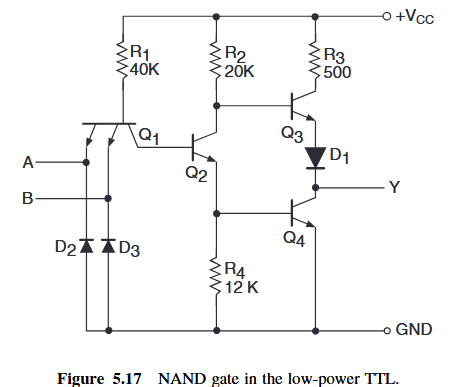 +VCC
R1
40K
R2
20K
R3
500
Q1
Q3
D1
A
Q2
Y
B
Q4
D2
D3
R4
12 K
GND
Figure 5.17 NAND gate in the low-power TTL.